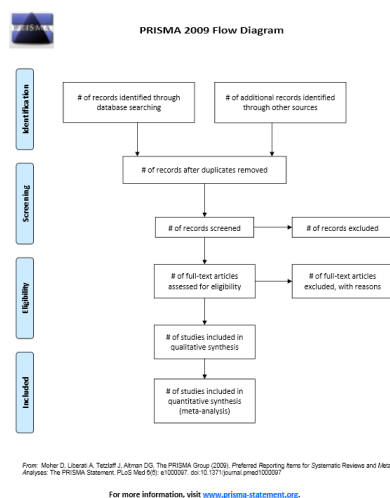 PRISMA
PRISMA 2009 Flow Diagram
Identification
# of records identified through
database searching
# of additional records identified
through other sources
# of records after duplicates removed
Screening
# of records screened
# of records excluded
Eligibility
# of full-text articles
assessed for eligibility
# of full-text articles
excluded, with reasons
# of studies included in
qualitative synthesis
Included
# of studies included in
quantitative synthesis
(meta-analysis)
From: Moher D, Liberati A, Tetzlaff J, Altman DG, The PRISMA Group (2009). Preferred Reporting Items for Systematic Reviews and Meta
Analyses: The PRISMA Statement. PLoS Med 6(6): e1000097. doi:10.1371/journal.pmed1000097
For more information, visit www.prisma-statement.org.